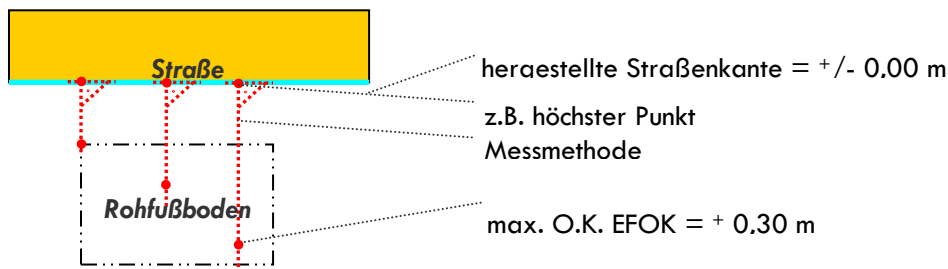 Straße
hergestellte Straßenkante = +/- 0,00 m
z.B. höchster Punkt
Messmethode
Rohfußboden
max. O.K. EFOK = + 0,30 m